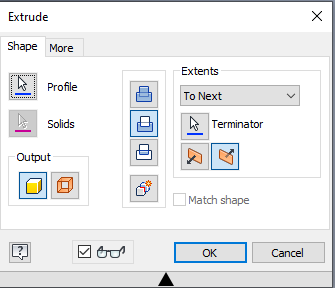 Extrude
Shape
More
Profile
Solids
Output
Extents
To Next
Terminator
Match shape
?
OK
Cancel